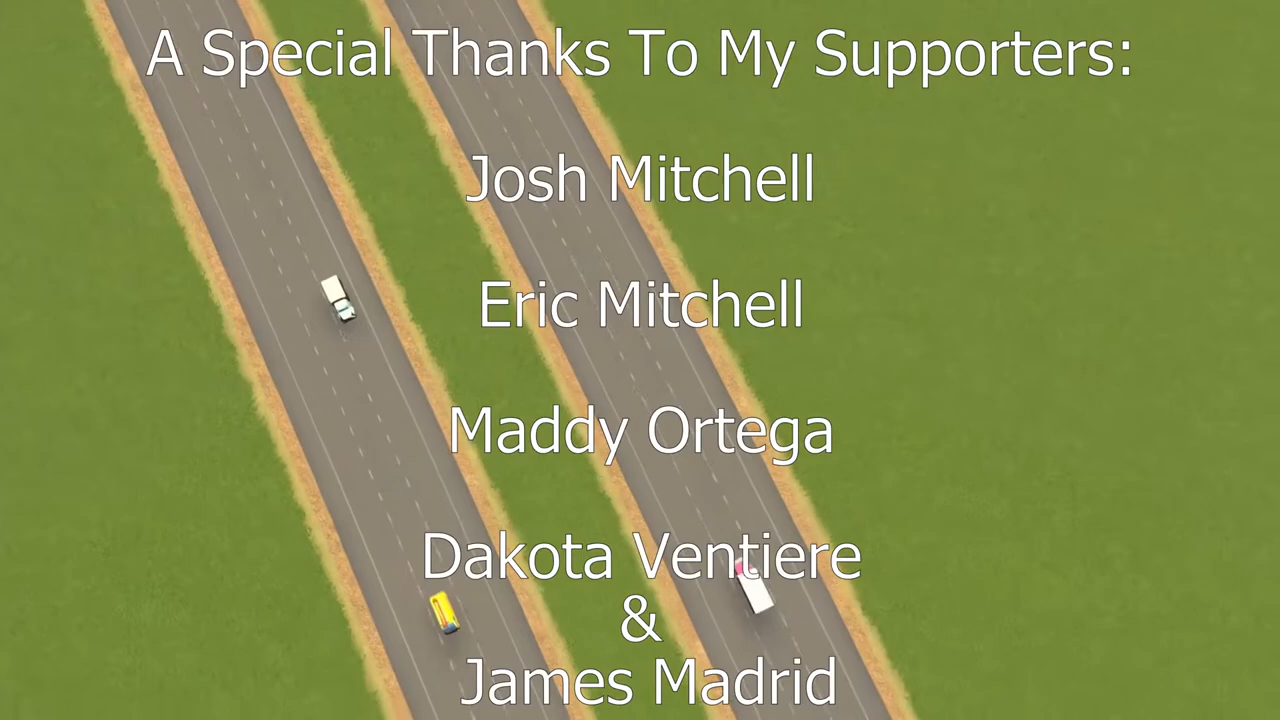 A Special Thanks To My Supporters:
Josh Mitchell
Eric Mitchell
Maddy Ortega
Dakota Ventiere
&
James Madrid